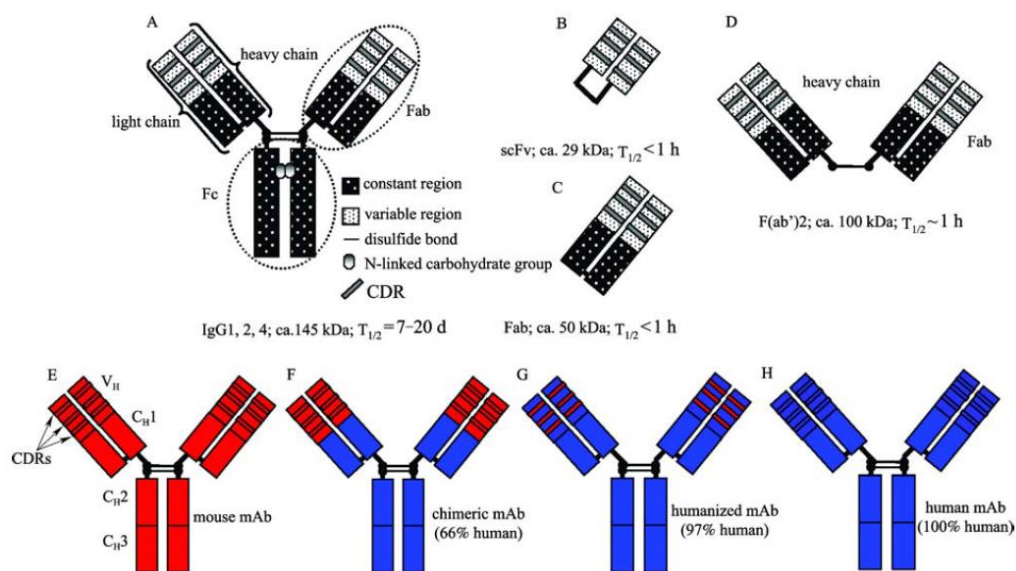 A
heavy chain
light chain
Fab
Fc
constant region
variable region
disulfide bond
N-linked carbohydrate group
CDR
IgG1, 2, 4; ca.145 kDa; T1/2=7–20 d
B
scFv; ca. 29 kDa; T1/2<1 h
C
Fab; ca. 50 kDa; T1/2<1 h
D
heavy chain
Fab
F(ab’)2; ca. 100 kDa; T1/2~1 h
E
VH
CH1
CDRs
CH2
CH3
mouse mAb
F
chimeric mAb
(66% human)
G
humanized mAb
(97% human)
H
human mAb
(100% human)